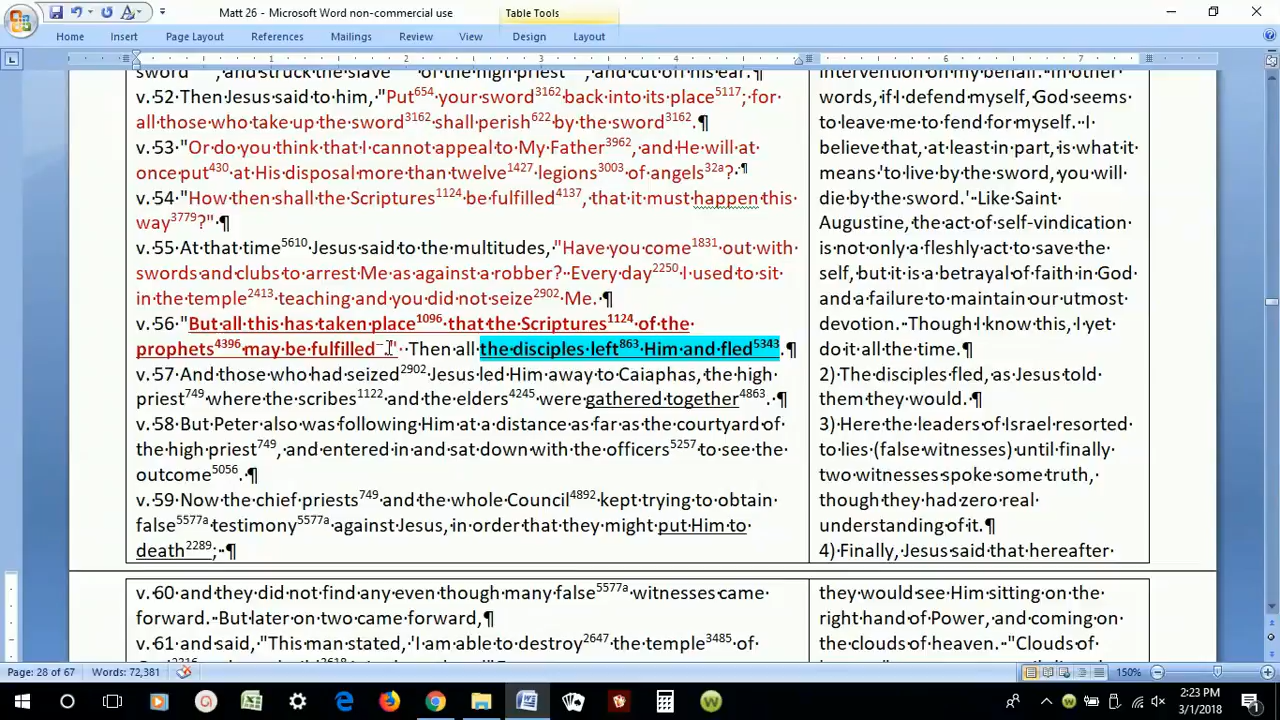 Matt 26 - Microsoft Word non-commercial use
Table Tools
Home Insert Page Layout References Mailings Review View Design Layout
1 2 3 4 6 7
sword , and struck the slave of the high priest , and cut off his ear. ¶
v. 52 Then Jesus said to him, "Put654 your sword3162 back into its place5117; for
all those who take up the sword3162 shall perish622 by the sword3162. ¶
v. 53 "Or do you think that I cannot appeal to My Father3962, and He will at
once put430 at His disposal more than twelve1427 legions3003 of angels32a? ¶
v. 54 "How then shall the Scriptures1124 be fulfilled4137, that it must happen this
way3779?" ¶
v. 55 At that time5610 Jesus said to the multitudes, "Have you come1831 out with
swords and clubs to arrest Me as against a robber? Every day2250 I used to sit
in the temple2413 teaching and you did not seize2902 Me. ¶
v. 56 "But all this has taken place1096 that the Scriptures1124 of the
prophets4396 may be fulfilled " Then all the disciples left863 Him and fled5343. ¶
v. 57 And those who had seized2902 Jesus led Him away to Caiaphas, the high
priest749 where the scribes1122 and the elders4245 were gathered together4863. ¶
v. 58 But Peter also was following Him at a distance as far as the courtyard of
the high priest749, and entered in and sat down with the officers5257 to see the
outcome5056. ¶
v. 59 Now the chief priests749 and the whole Council4892 kept trying to obtain
false5577a testimony5577a against Jesus, in order that they might put Him to
death2289; ¶
v. 60 and they did not find any even though many false5577a witnesses came
forward. But later on two came forward, ¶
v. 61 and said, "This man stated, 'I am able to destroy2647 the temple3485 of
intervention on my behalf. In other
words, if I defend myself, God seems
to leave me to fend for myself. I
believe that, at least in part, is what it
means 'to live by the sword, you will
die by the sword.' Like Saint
Augustine, the act of self-vindication
is not only a fleshly act to save the
self, but it is a betrayal of faith in God
and a failure to maintain our utmost
devotion. Though I know this, I yet
do it all the time. ¶
2) The disciples fled, as Jesus told
them they would. ¶
3) Here the leaders of Israel resorted
to lies (false witnesses) until finally
two witnesses spoke some truth,
though they had zero real
understanding of it. ¶
4) Finally, Jesus said that hereafter
they would see Him sitting on the
right hand of Power, and coming on
the clouds of heaven. "Clouds of
Page: 28 of 67 Words: 72,381 150%
2:23 PM
3/1/2018